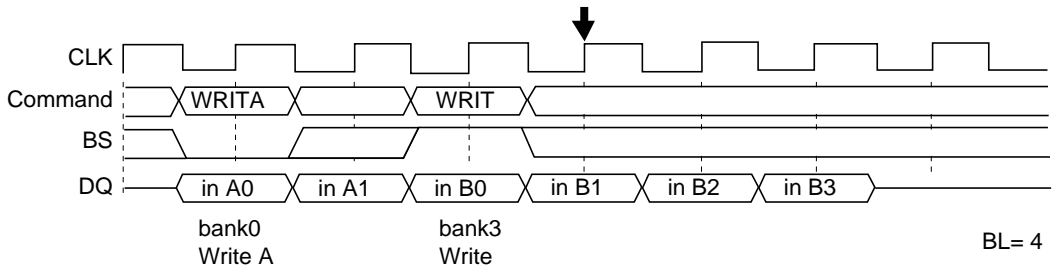 CLK
Command WRITA WRIT
BS
DQ in A0 in A1 in B0 in B1 in B2 in B3
bank0 bank3
Write A Write BL= 4